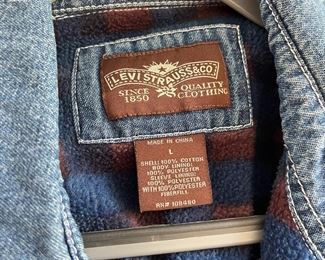 LEVI STRAUSS & CO
SINCE QUALITY
1850 CLOTHING
MADE IN CHINA
L
SHELL: 100% COTTON
BODY LINING:
100% POLYESTER
SLEEVE LINING:
100% POLYESTER
WITH 100% POLYESTER
FIBERFILL
RN# 108490